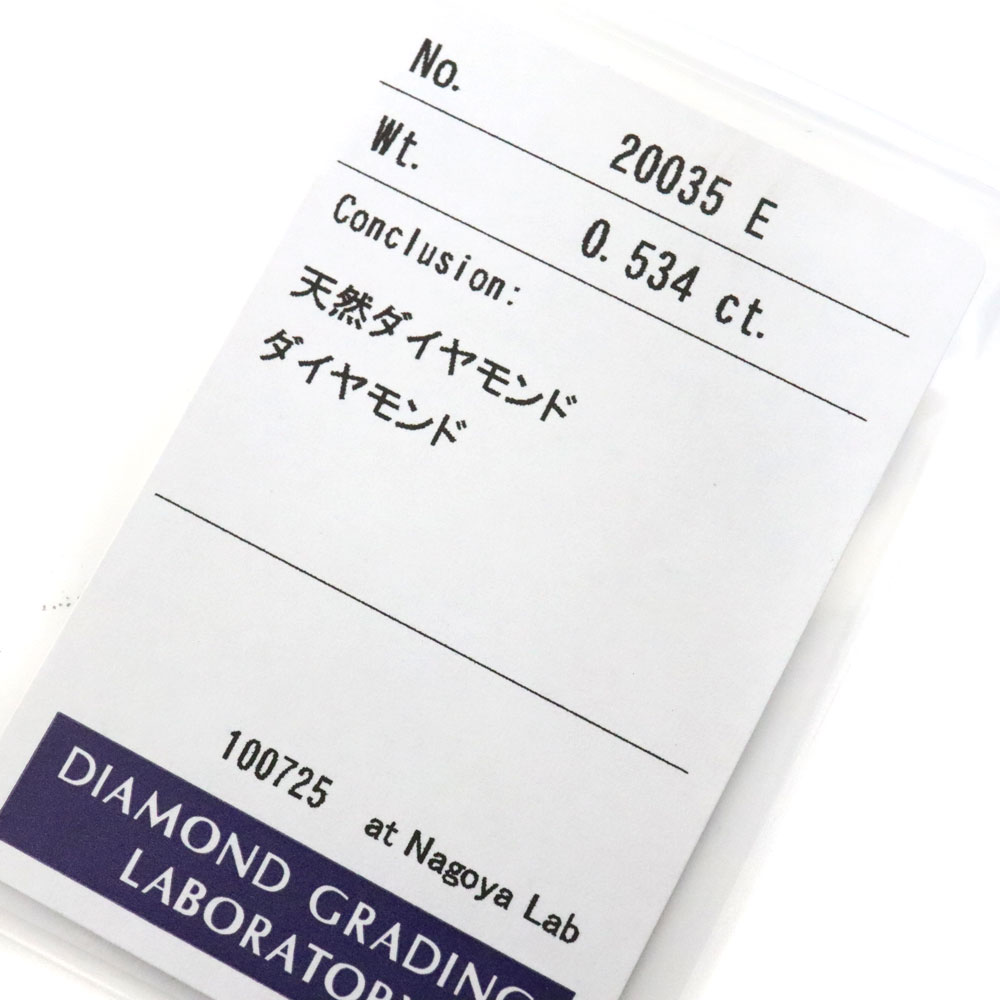 No. 20035 E
Wt. 0.534 ct.
Conclusion:
天然ダイヤモンド
ダイヤモンド
100725 at Nagoya Lab
DIAMOND GRADING
LABORATORY